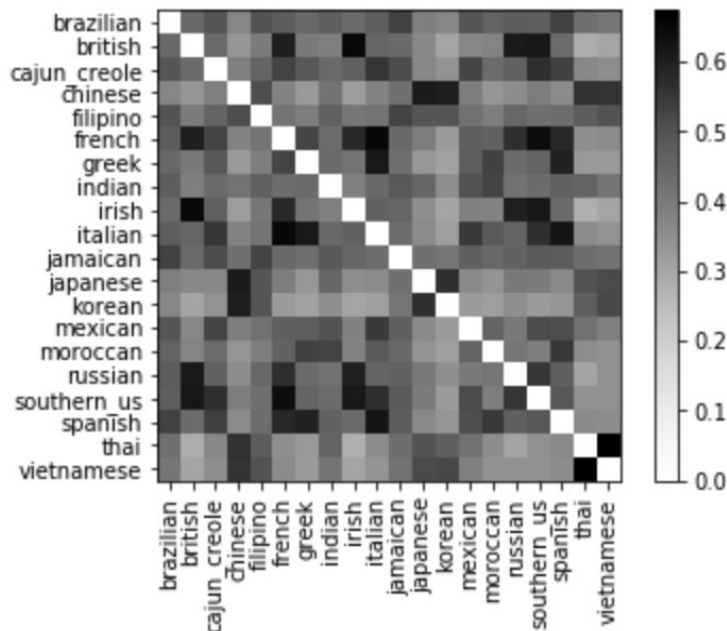 brazilian
british
cajun_creole
chinese
filipino
french
greek
indian
irish
italian
jamaican
japanese
korean
mexican
moroccan
russian
southern_us
spanish
thai
vietnamese
0.6
0.5
0.4
0.3
0.2
0.1
0.0
brazilian
british
cajun_creole
chinese
filipino
french
greek
indian
irish
italian
jamaican
japanese
korean
mexican
moroccan
russian
southern_us
spanish
thai
vietnamese